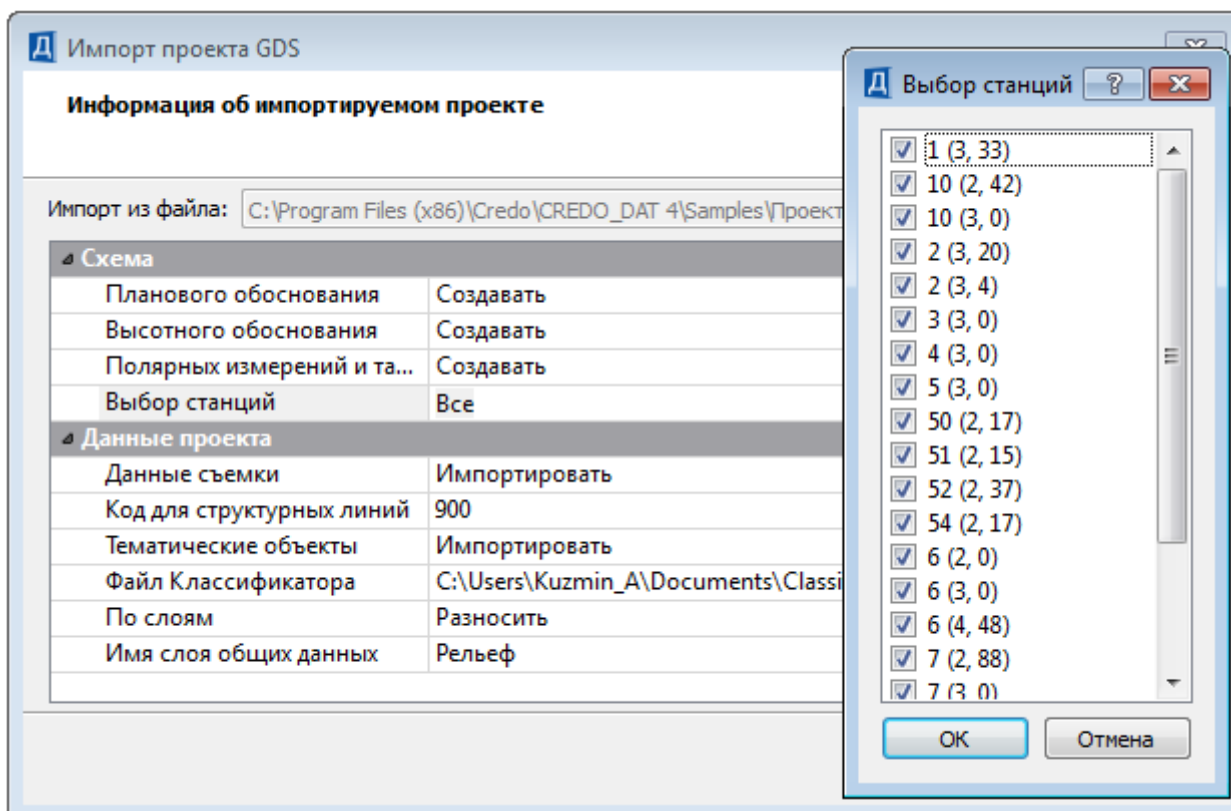 Импорт проекта GDS
Информация об импортируемом проекте
Импорт из файла: C:\Program Files (x86)\Credo\CREDO_DAT 4\Samples\Проект
Схема
Планового обоснования Создавать
Высотного обоснования Создавать
Полярных измерений и та... Создавать
Выбор станций Все
Данные проекта
Данные съемки Импортировать
Код для структурных линий 900
Тематические объекты Импортировать
Файл Классификатора C:\Users\Kuzmin_A\Documents\Classi
По слоям Разносить
Имя слоя общих данных Рельеф
Выбор станций
1 (3, 33)
10 (2, 42)
10 (3, 0)
2 (3, 20)
2 (3, 4)
3 (3, 0)
4 (3, 0)
5 (3, 0)
50 (2, 17)
51 (2, 15)
52 (2, 37)
54 (2, 17)
6 (2, 0)
6 (3, 0)
6 (4, 48)
7 (2, 88)
7 (3, 0)
OK Отмена